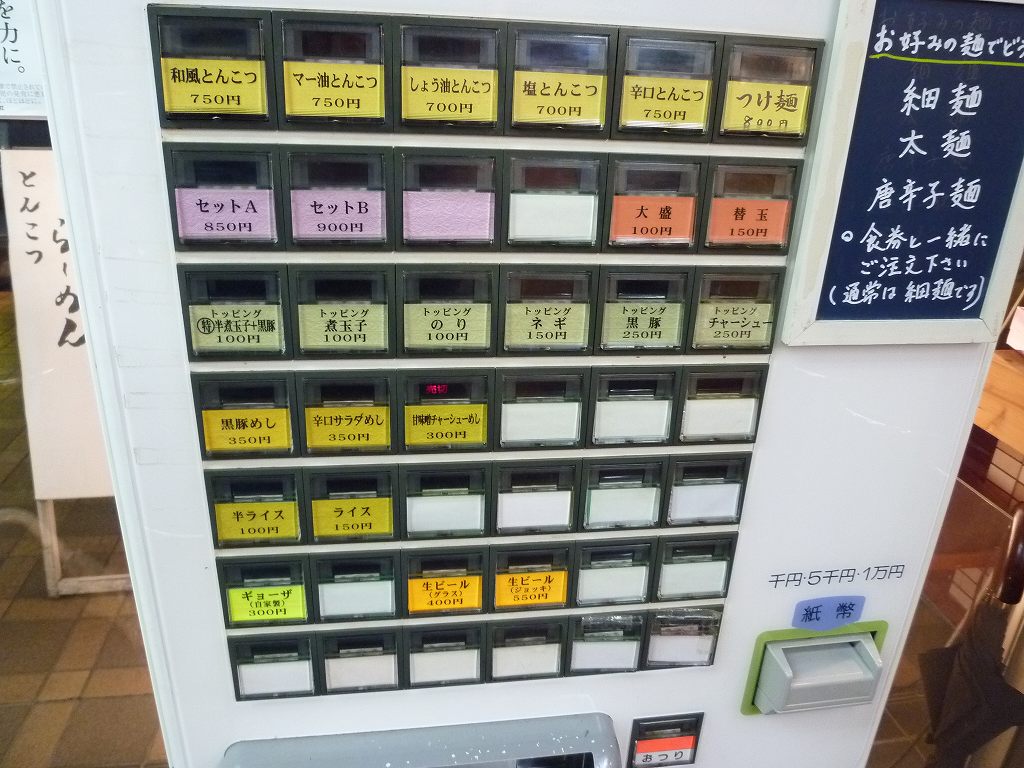 を力に。
とんこつ
らーめん
和風とんこつ
750円
マー油とんこつ
750円
しょう油とんこつ
700円
塩とんこつ
700円
辛口とんこつ
750円
つけ麺
800円
セットA
850円
セットB
900円
大盛
100円
替玉
150円
トッピング
特半煮玉子+黒豚
100円
トッピング
煮玉子
100円
トッピング
のり
100円
トッピング
ネギ
150円
トッピング
黒豚
250円
トッピング
チャーシュー
250円
黒豚めし
350円
辛口サラダめし
350円
売切
甘味噌チャーシューめし
300円
半ライス
100円
ライス
150円
ギョーザ
(自家製)
300円
生ビール
(グラス)
400円
生ビール
(ジョッキ)
550円
おつり
千円・5千円・1万円
紙幣
お好みの麺でどう
細麺
太麺
唐辛子麺
○食券と一緒に
ご注文下さい
(通常は細麺です)